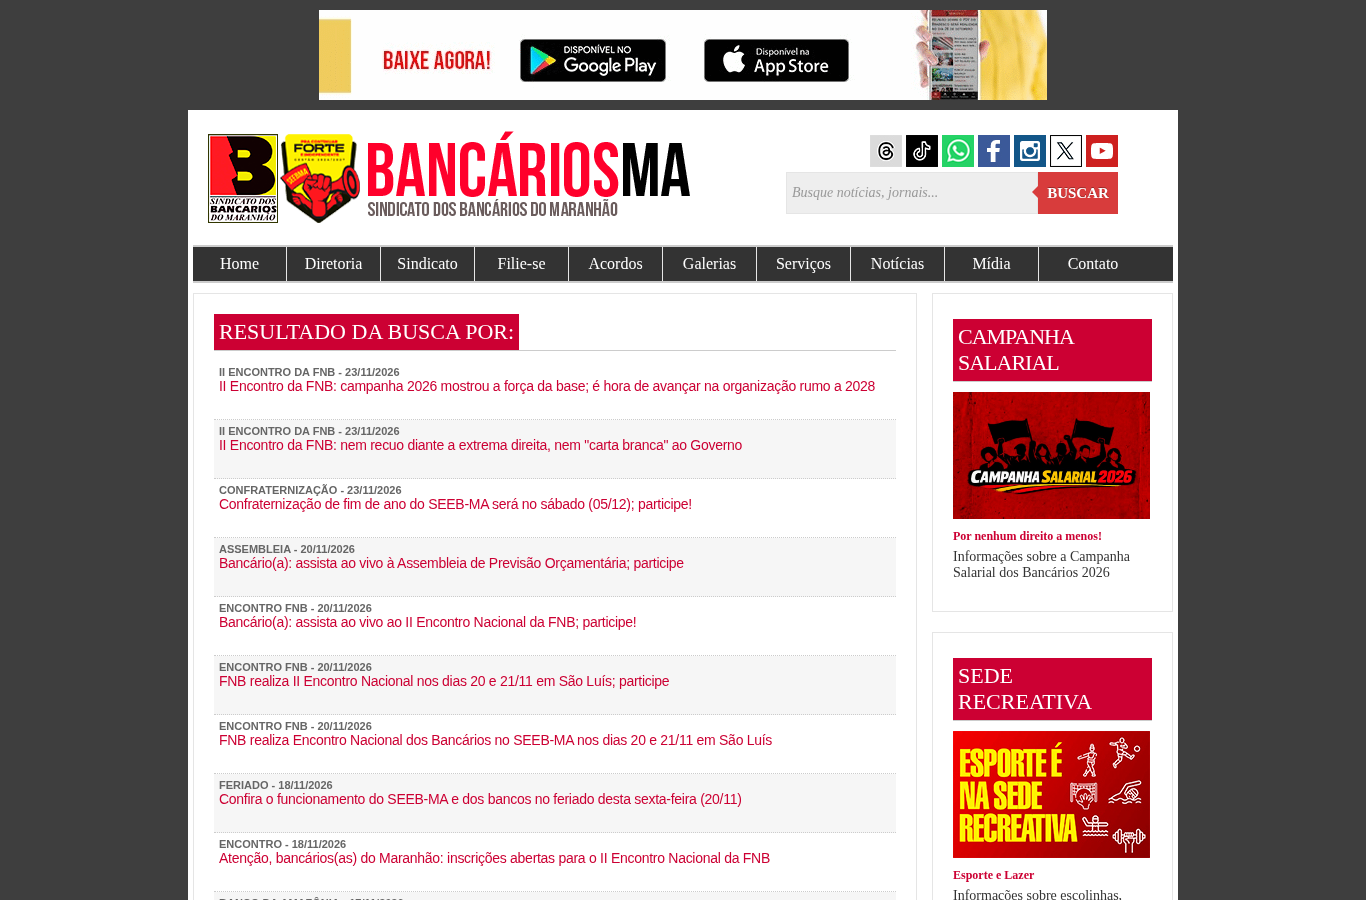 BAIXE AGORA!
DISPONÍVEL NO
Google Play
Disponível na
App Store
SINDICATO DOS
BANCARIOS
DO MARANHÃO
FORTE
BANCÁRIOSMA
SINDICATO DOS BANCÁRIOS DO MARANHÃO
Busque notícias, jornais...
BUSCAR
Home
Diretoria
Sindicato
Filie-se
Acordos
Galerias
Serviços
Notícias
Mídia
Contato
RESULTADO DA BUSCA POR:
II ENCONTRO DA FNB - 23/11/2026
II Encontro da FNB: campanha 2026 mostrou a força da base; é hora de avançar na organização rumo a 2028
II ENCONTRO DA FNB - 23/11/2026
II Encontro da FNB: nem recuo diante a extrema direita, nem "carta branca" ao Governo
CONFRATERNIZAÇÃO - 23/11/2026
Confraternização de fim de ano do SEEB-MA será no sábado (05/12); participe!
ASSEMBLEIA - 20/11/2026
Bancário(a): assista ao vivo à Assembleia de Previsão Orçamentária; participe
ENCONTRO FNB - 20/11/2026
Bancário(a): assista ao vivo ao II Encontro Nacional da FNB; participe!
ENCONTRO FNB - 20/11/2026
FNB realiza II Encontro Nacional nos dias 20 e 21/11 em São Luís; participe
ENCONTRO FNB - 20/11/2026
FNB realiza Encontro Nacional dos Bancários no SEEB-MA nos dias 20 e 21/11 em São Luís
FERIADO - 18/11/2026
Confira o funcionamento do SEEB-MA e dos bancos no feriado desta sexta-feira (20/11)
ENCONTRO - 18/11/2026
Atenção, bancários(as) do Maranhão: inscrições abertas para o II Encontro Nacional da FNB
CAMPANHA
SALARIAL
CAMPANHA SALARIAL 2026
Por nenhum direito a menos!
Informações sobre a Campanha
Salarial dos Bancários 2026
SEDE
RECREATIVA
ESPORTE É
NA SEDE
RECREATIVA
Esporte e Lazer
Informações sobre escolinhas,